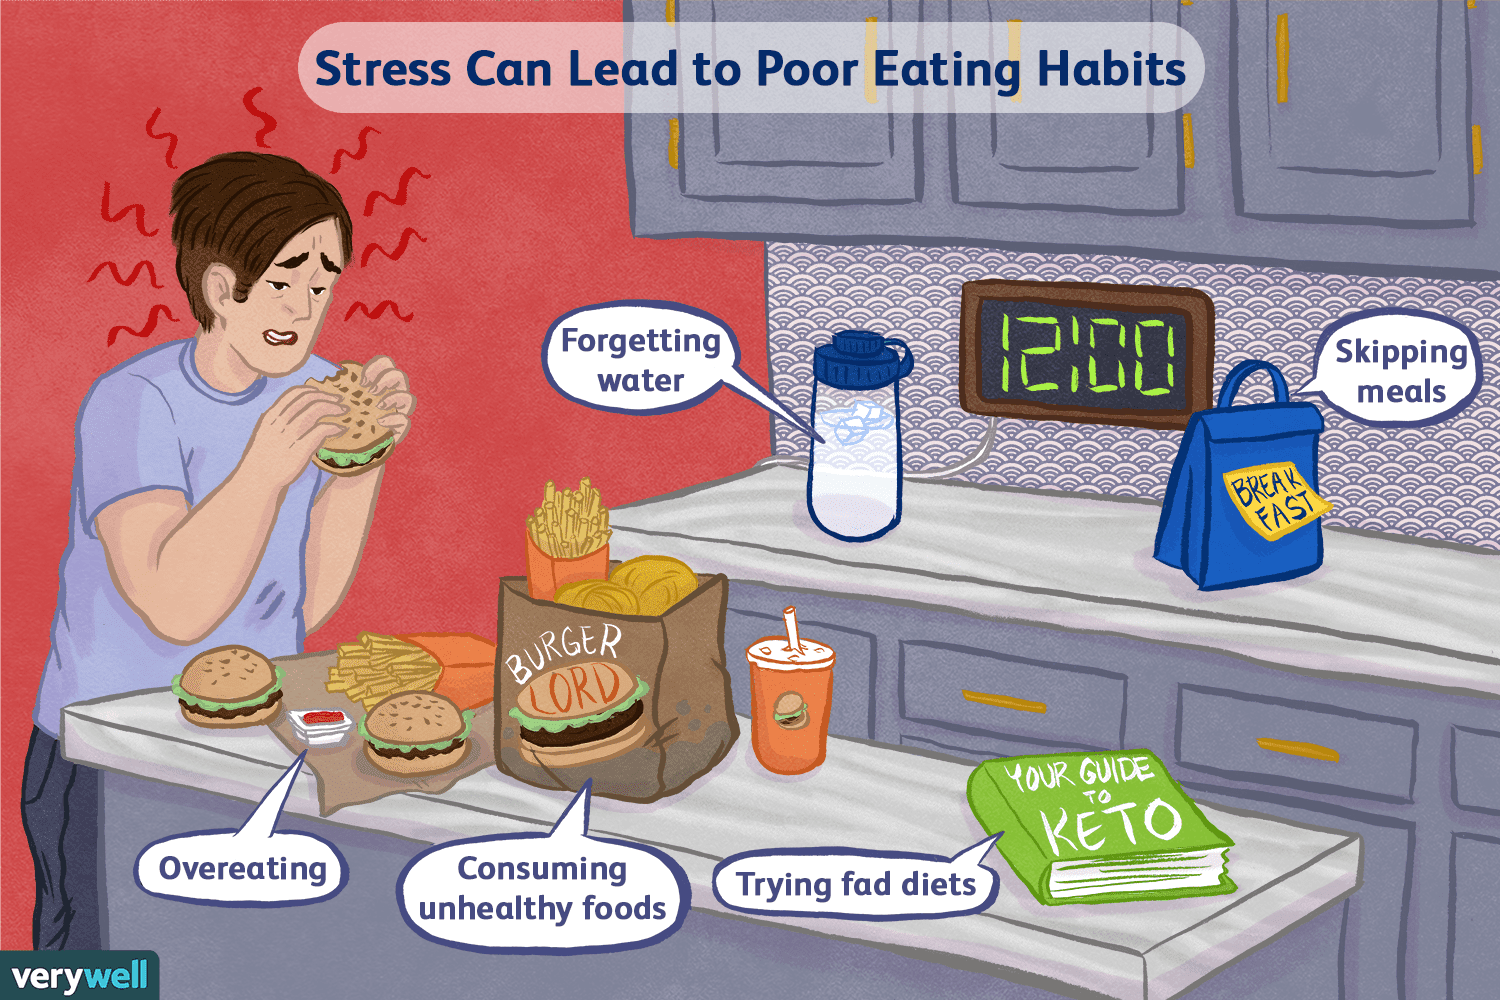 Stress Can Lead to Poor Eating Habits
Forgetting
water
12:00
Skipping
meals
BREAK
FAST
BURGER
LORD
YOUR GUIDE
TO
KETO
Overeating
Consuming
unhealthy foods
Trying fad diets
verywell